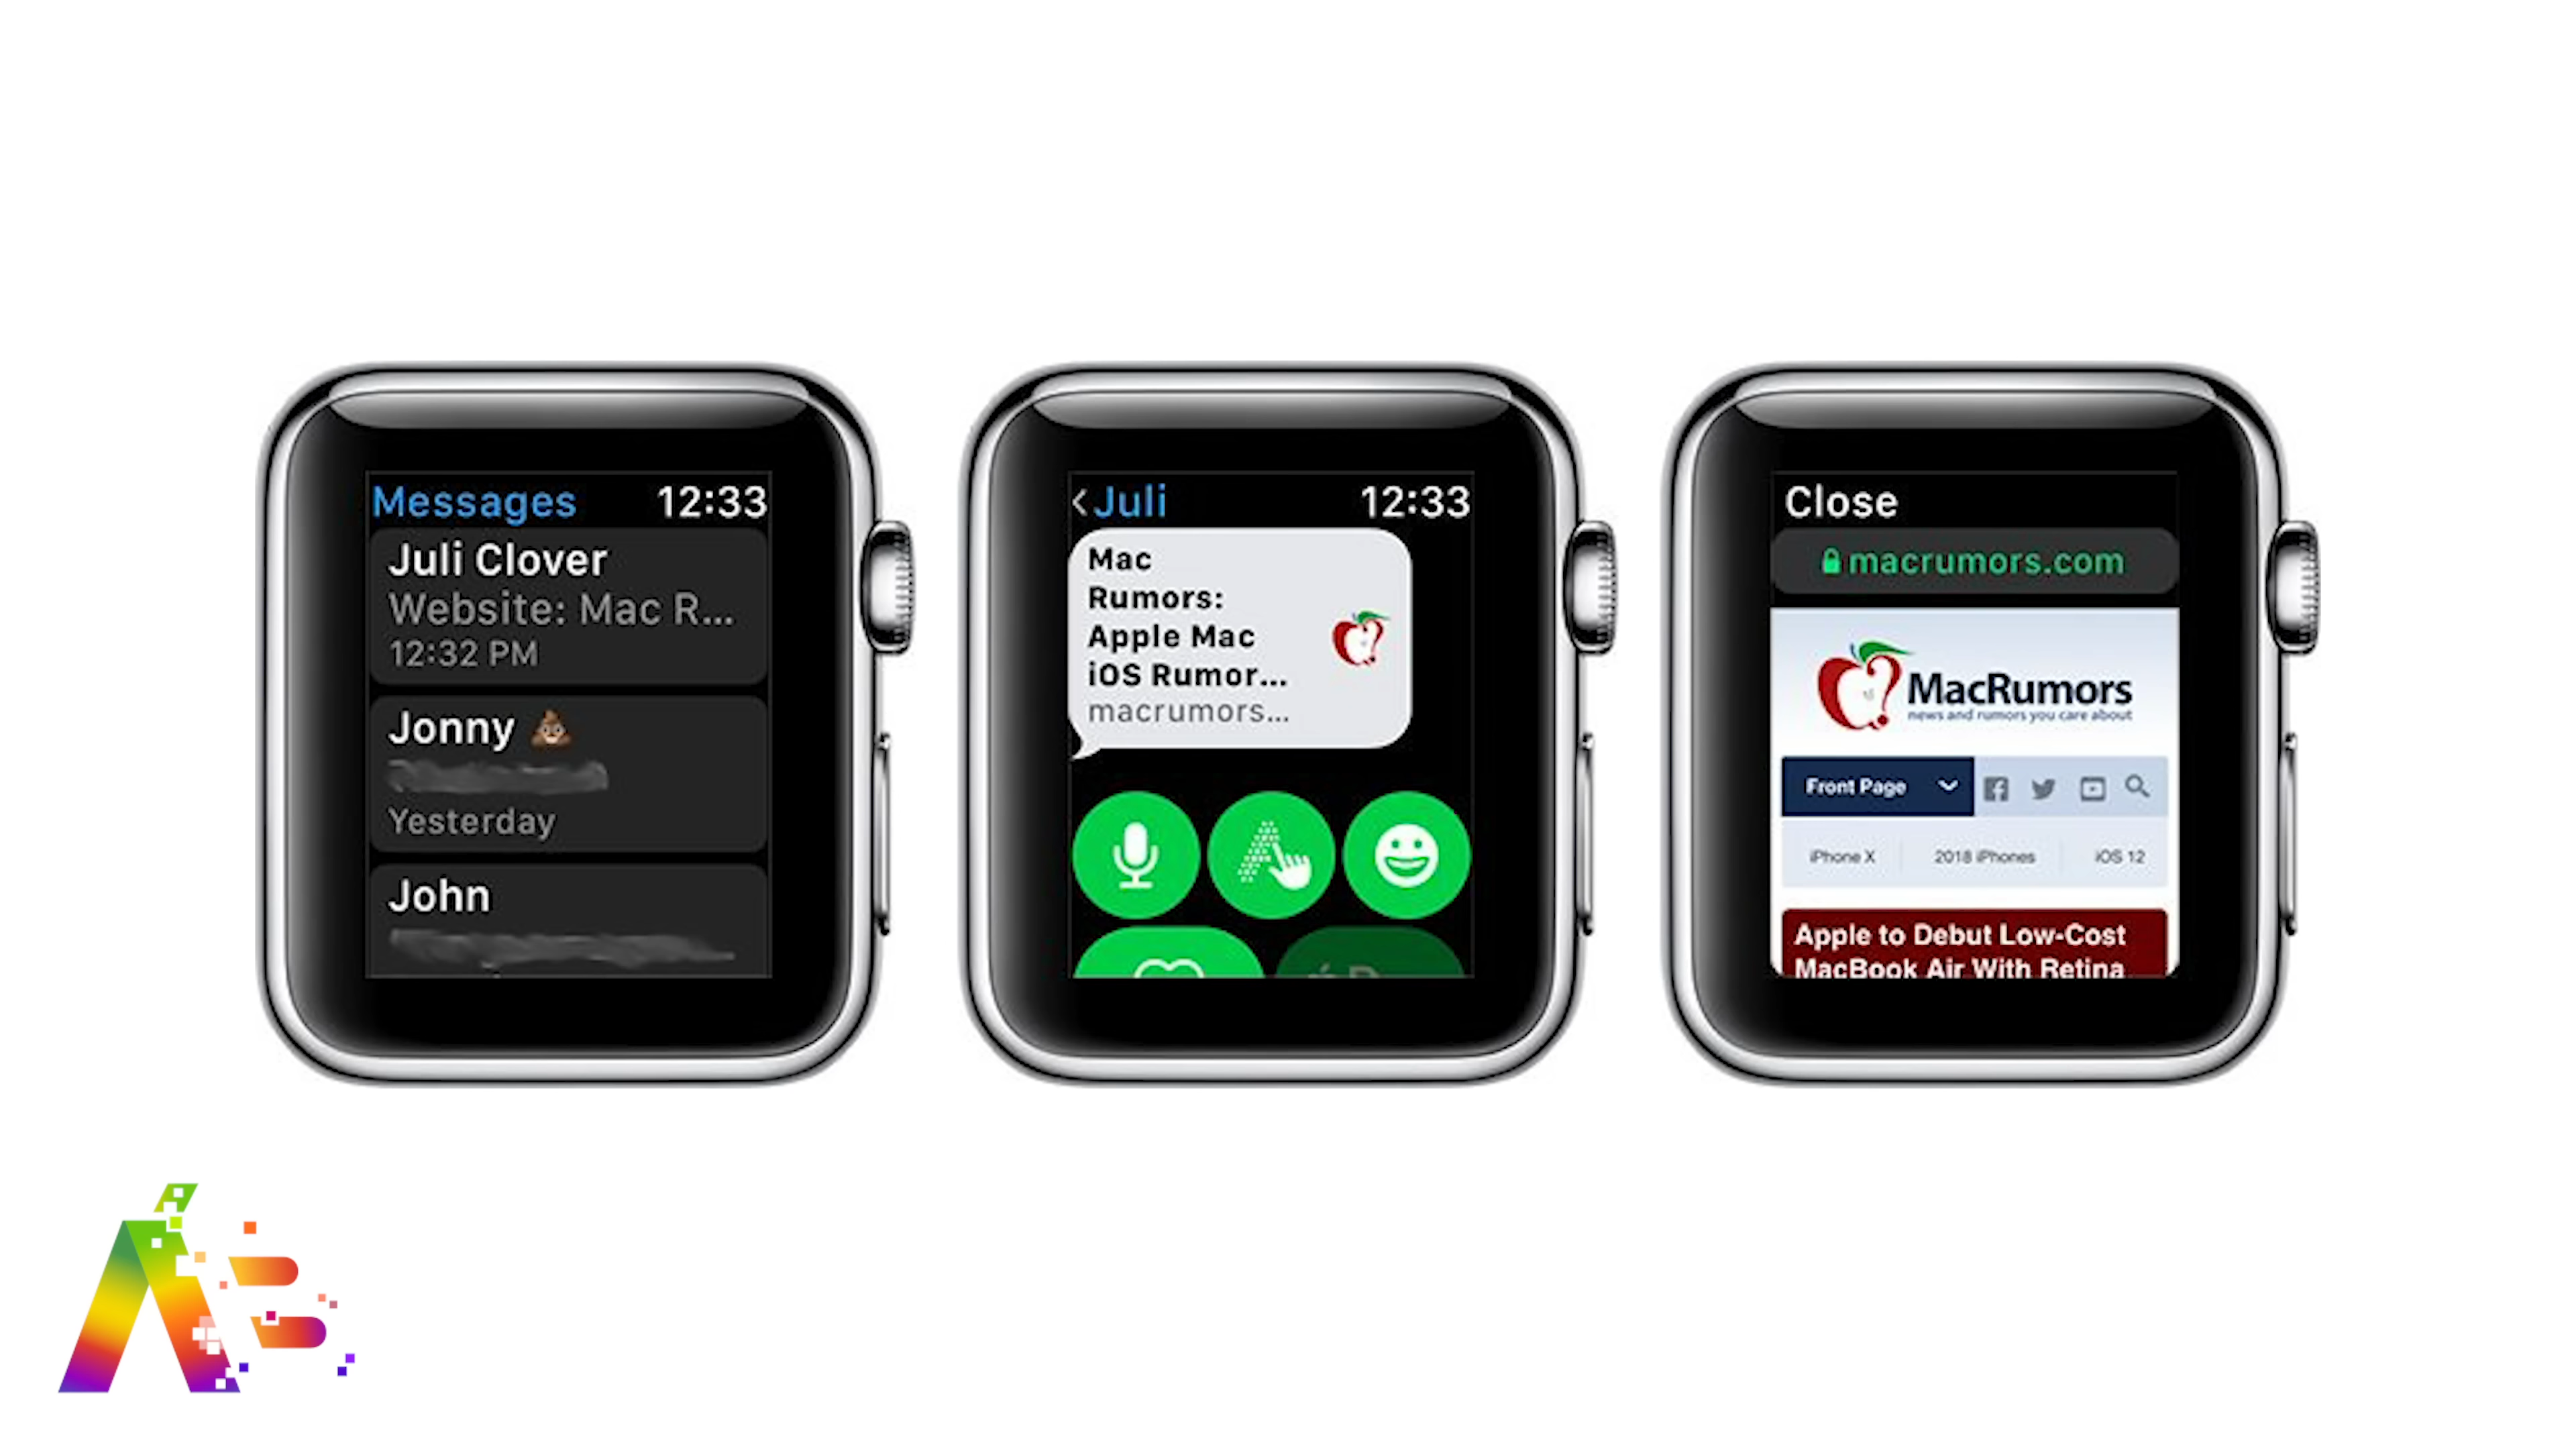 Messages 12:33
Juli Clover
Website: Mac R...
12:32 PM
Jonny
Yesterday
John
Juli 12:33
Mac
Rumors:
Apple Mac
iOS Rumor...
macrumors...
Close
macrumors.com
MacRumors
news and rumors you care about
Front Page
iPhone X 2018 iPhones iOS 12
Apple to Debut Low-Cost
MacBook Air With Retina